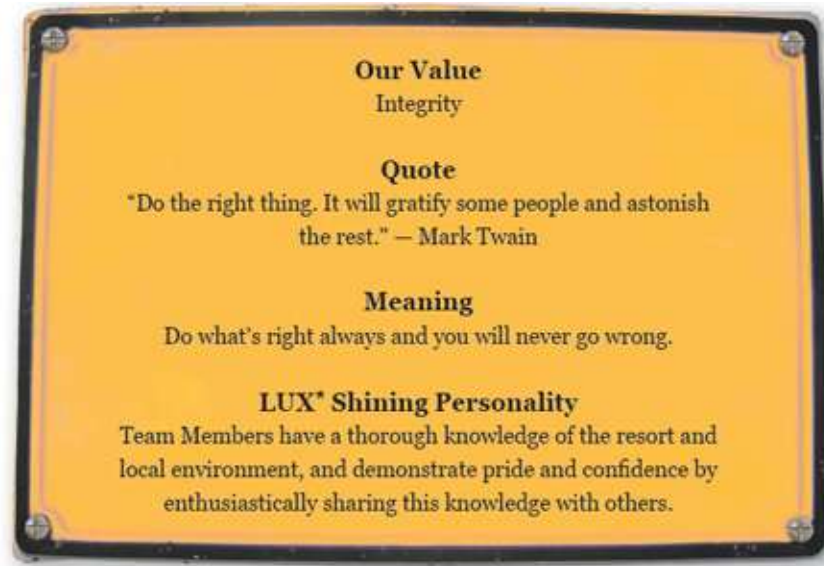 Our Value
Integrity
Quote
“Do the right thing. It will gratify some people and astonish
the rest.” — Mark Twain
Meaning
Do what’s right always and you will never go wrong.
LUX* Shining Personality
Team Members have a thorough knowledge of the resort and
local environment, and demonstrate pride and confidence by
enthusiastically sharing this knowledge with others.